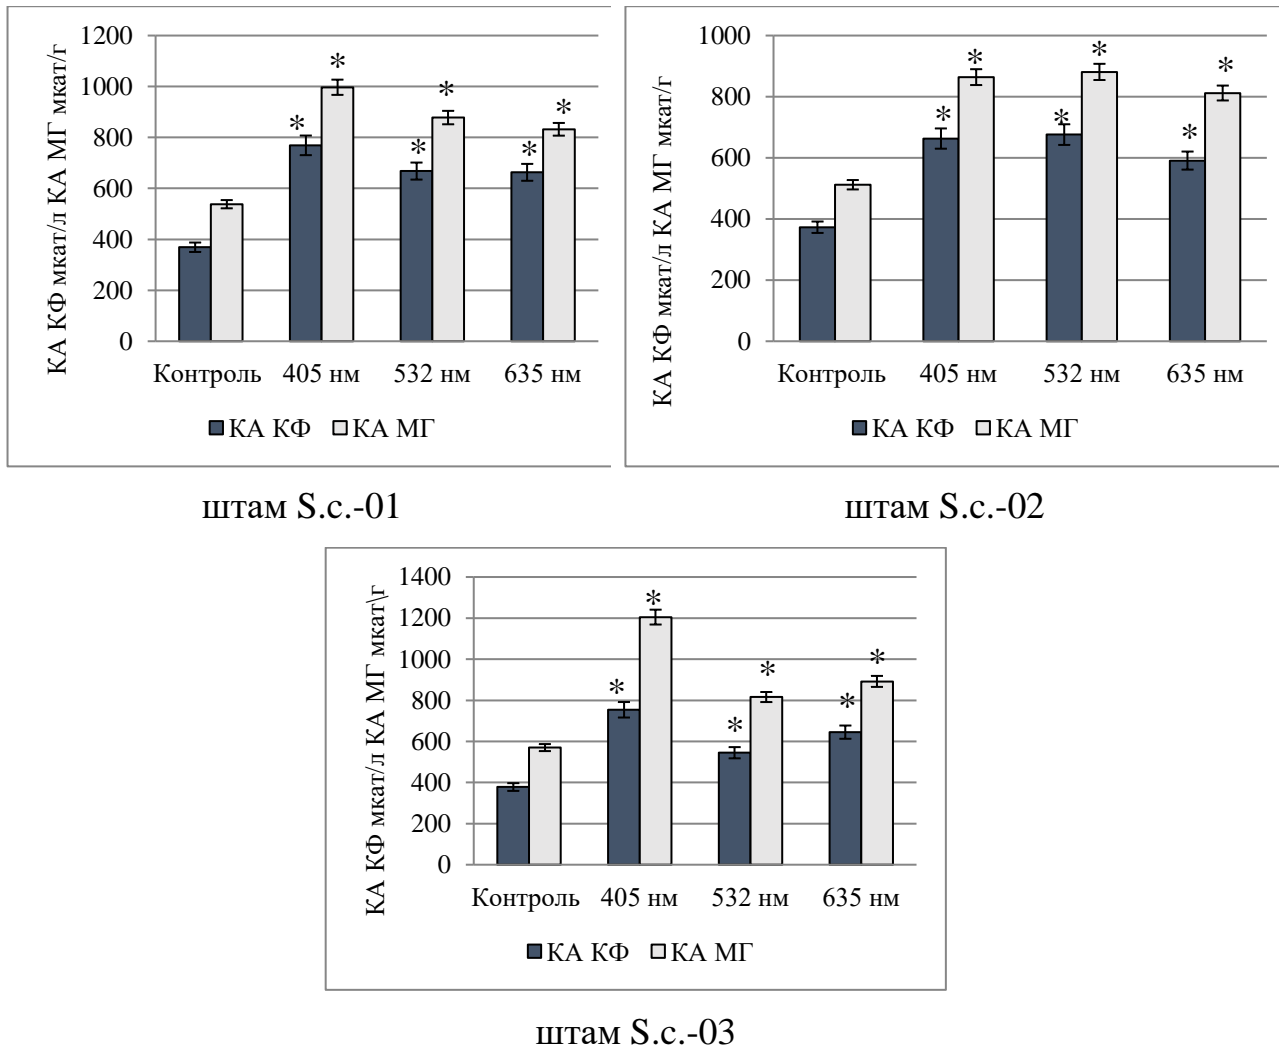 КА КФ мкат/л КА МГ мкат/г
1200
1000
800
600
400
200
0
* * * * * *
Контроль 405 нм 532 нм 635 нм
КА КФ КА МГ
штам S.c.-01
КА КФ мкат/л КА МГ мкат/г
1000
800
600
400
200
0
* * * * * *
Контроль 405 нм 532 нм 635 нм
КА КФ КА МГ
штам S.c.-02
КА КФ мкат/л КА МГ мкат\г
1400
1200
1000
800
600
400
200
0
* * * * * *
Контроль 405 нм 532 нм 635 нм
КА КФ КА МГ
штам S.c.-03